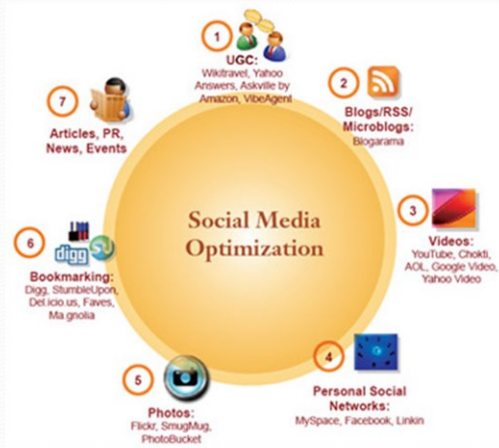 1
UGC:
Wikitravel, Yahoo
Answers, Askville by
Amazon, VibeAgent
2
Blogs/RSS/
Microblogs:
Blogarama
3
Videos:
YouTube, Chokti,
AOL, Google Video,
Yahoo Video
4
Personal Social
Networks:
MySpace, Facebook, Linkin
5
Photos:
Flickr, SmugMug,
PhotoBucket
6
digg
Bookmarking:
Digg, StumbleUpon,
Del.icio.us, Faves,
Ma.gnolia
7
Articles, PR,
News, Events
Social Media
Optimization